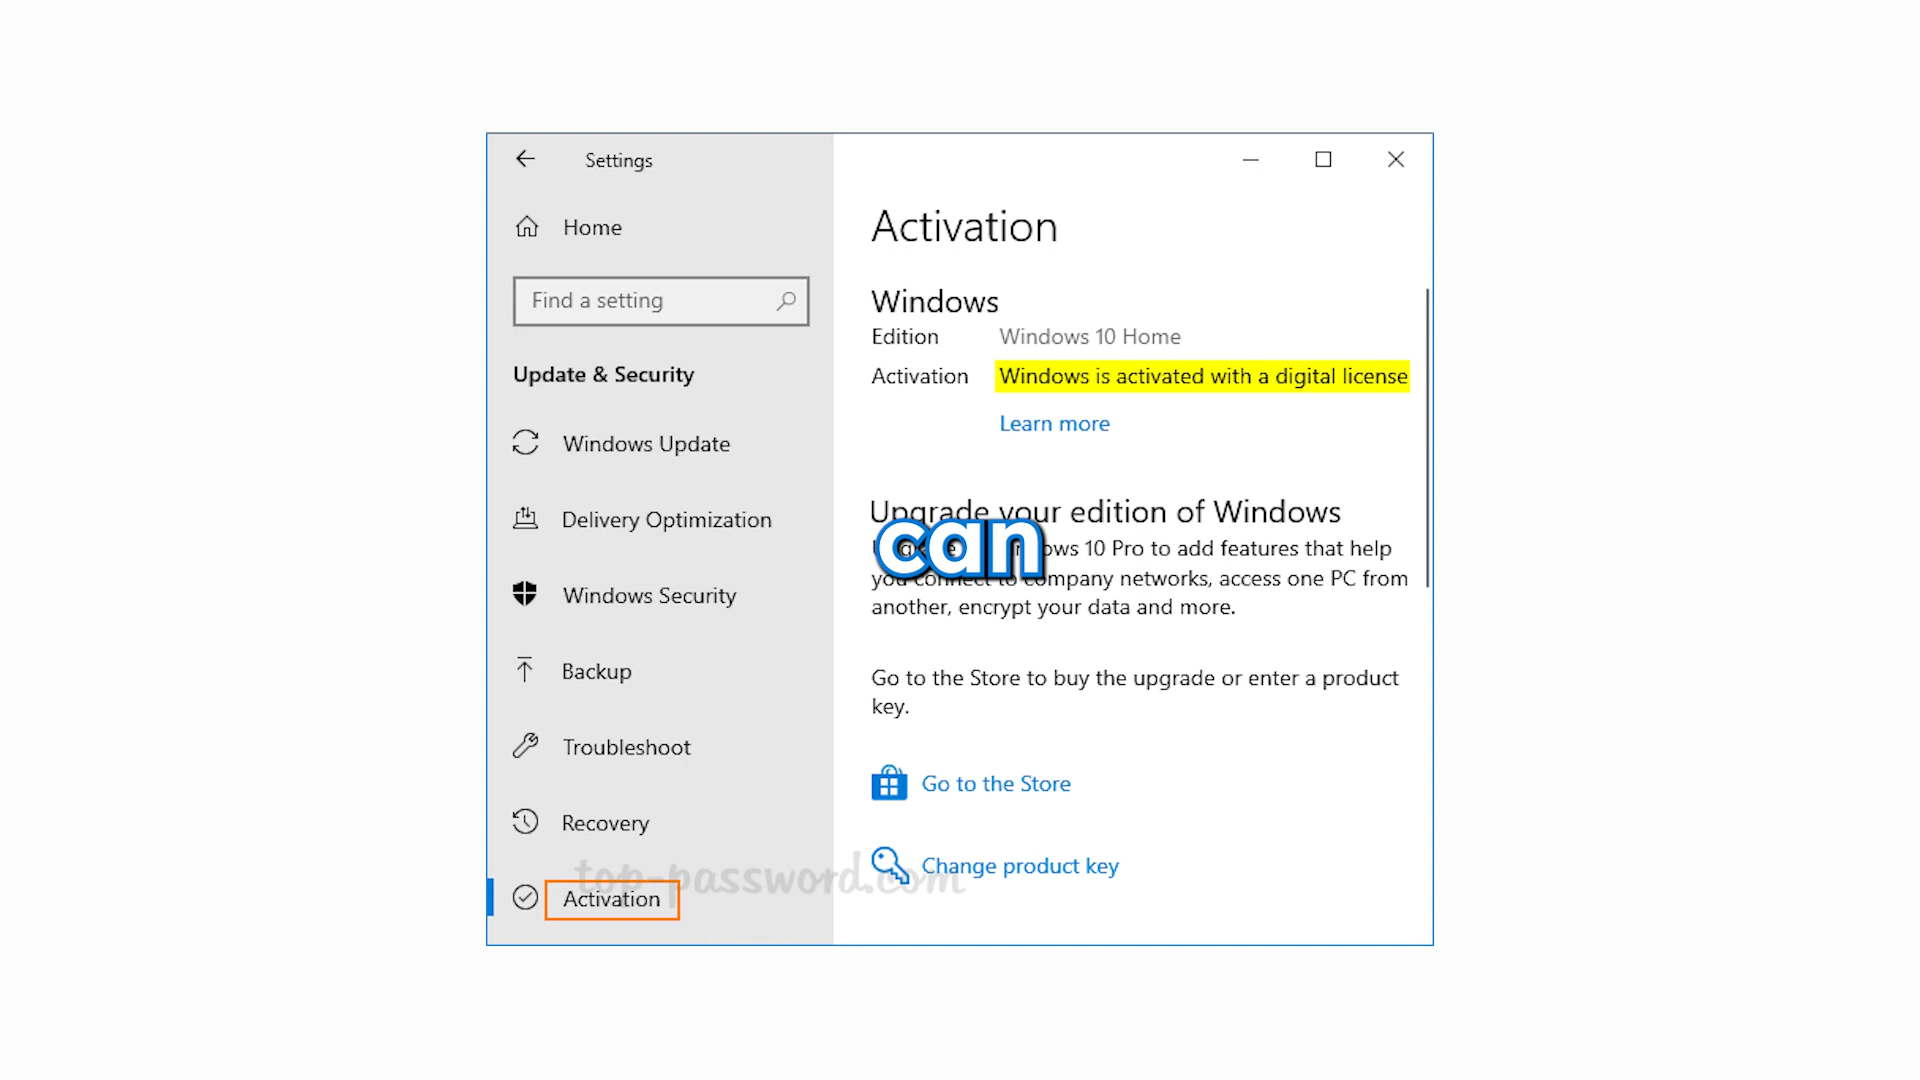 Settings
Home
Find a setting
Update & Security
Windows Update
Delivery Optimization
Windows Security
Backup
Troubleshoot
Recovery
Activation
Activation
Windows
Edition Windows 10 Home
Activation Windows is activated with a digital license
Learn more
Upgrade your edition of Windows
can
10 Pro to add features that help
you connect to company networks, access one PC from
another, encrypt your data and more.
Go to the Store to buy the upgrade or enter a product
key.
Go to the Store
Change product key
top-password.com